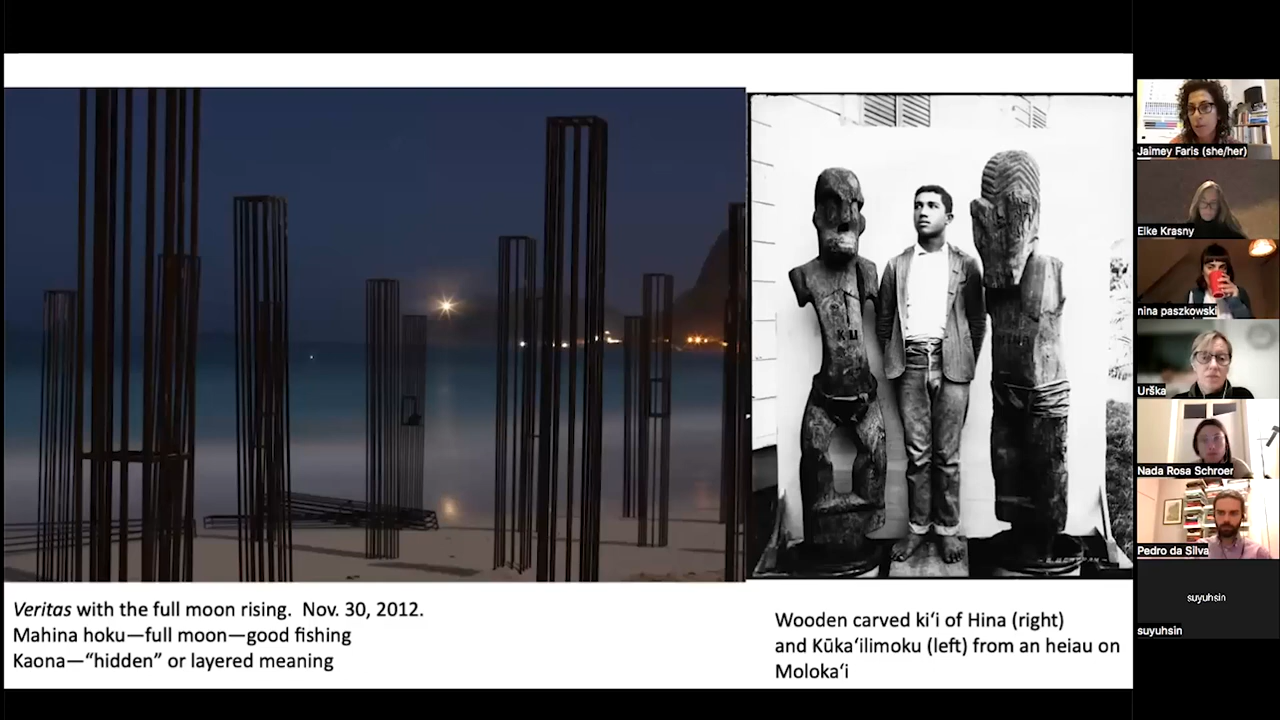 KU
HINA
Veritas with the full moon rising.  Nov. 30, 2012.
Mahina hoku—full moon—good fishing
Kaona—“hidden” or layered meaning
Wooden carved kiʻi of Hina (right)
and Kūkaʻilimoku (left) from an heiau on
Molokaʻi
Jaimey Faris (she/her)
Elke Krasny
nina paszkowski
Urška
Nada Rosa Schroer
Pedro da Silva
suyuhsin
suyuhsin